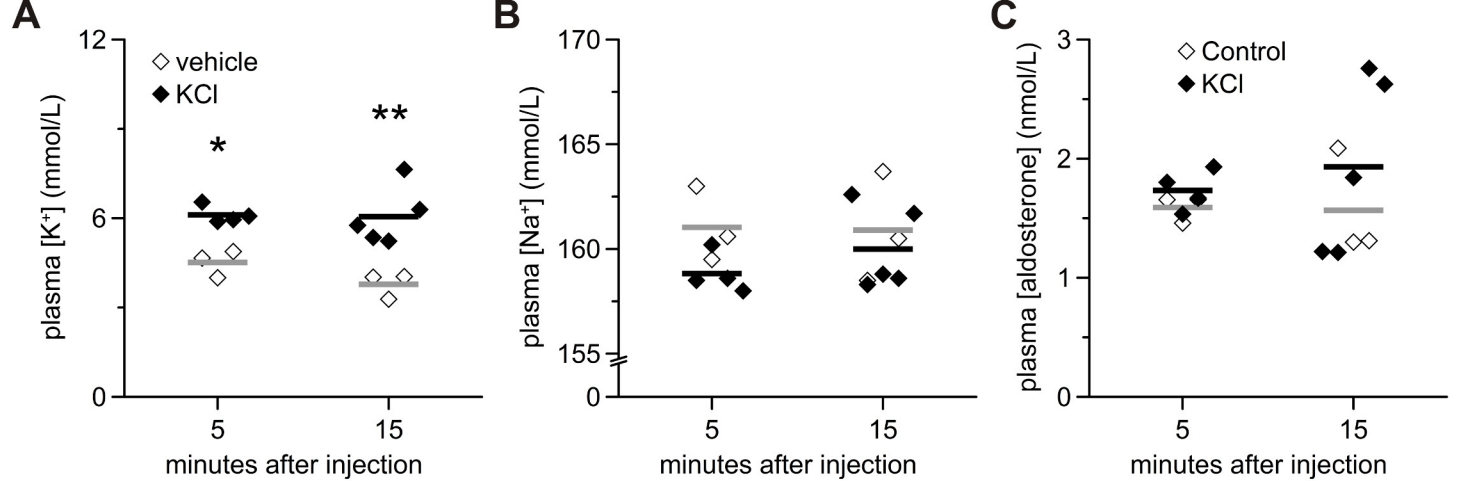 A
B
C
12
6
0
plasma [K⁺] (mmol/L)
vehicle
KCl
*
**
5
15
minutes after injection
170
165
160
155
0
plasma [Na⁺] (mmol/L)
5
15
minutes after injection
3
2
1
0
plasma [aldosterone] (nmol/L)
Control
KCl
5
15
minutes after injection